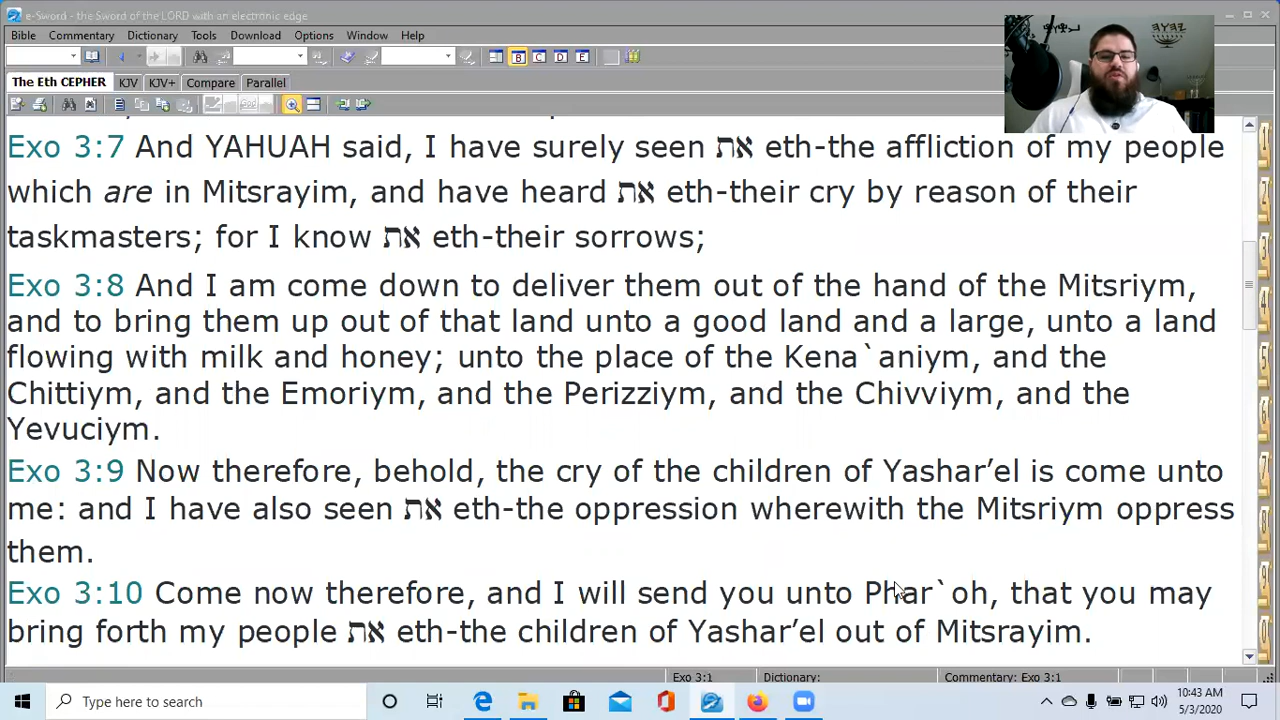 e-Sword - the Sword of the LORD with an electronic edge
Bible Commentary Dictionary Tools Download Options Window Help
B C D E
The Eth CEPHER KJV KJV+ Compare Parallel
Exo 3:7 And YAHUAH said, I have surely seen את eth-the affliction of my people
which are in Mitsrayim, and have heard את eth-their cry by reason of their
taskmasters; for I know את eth-their sorrows;
Exo 3:8 And I am come down to deliver them out of the hand of the Mitsriym,
and to bring them up out of that land unto a good land and a large, unto a land
flowing with milk and honey; unto the place of the Kena`aniym, and the
Chittiym, and the Emoriym, and the Perizziym, and the Chivviym, and the
Yevuciym.
Exo 3:9 Now therefore, behold, the cry of the children of Yashar’el is come unto
me: and I have also seen את eth-the oppression wherewith the Mitsriym oppress
them.
Exo 3:10 Come now therefore, and I will send you unto Phar`oh, that you may
bring forth my people את eth-the children of Yashar’el out of Mitsrayim.
Exo 3:1 Dictionary: Commentary: Exo 3:1
Type here to search
10:43 AM
5/3/2020